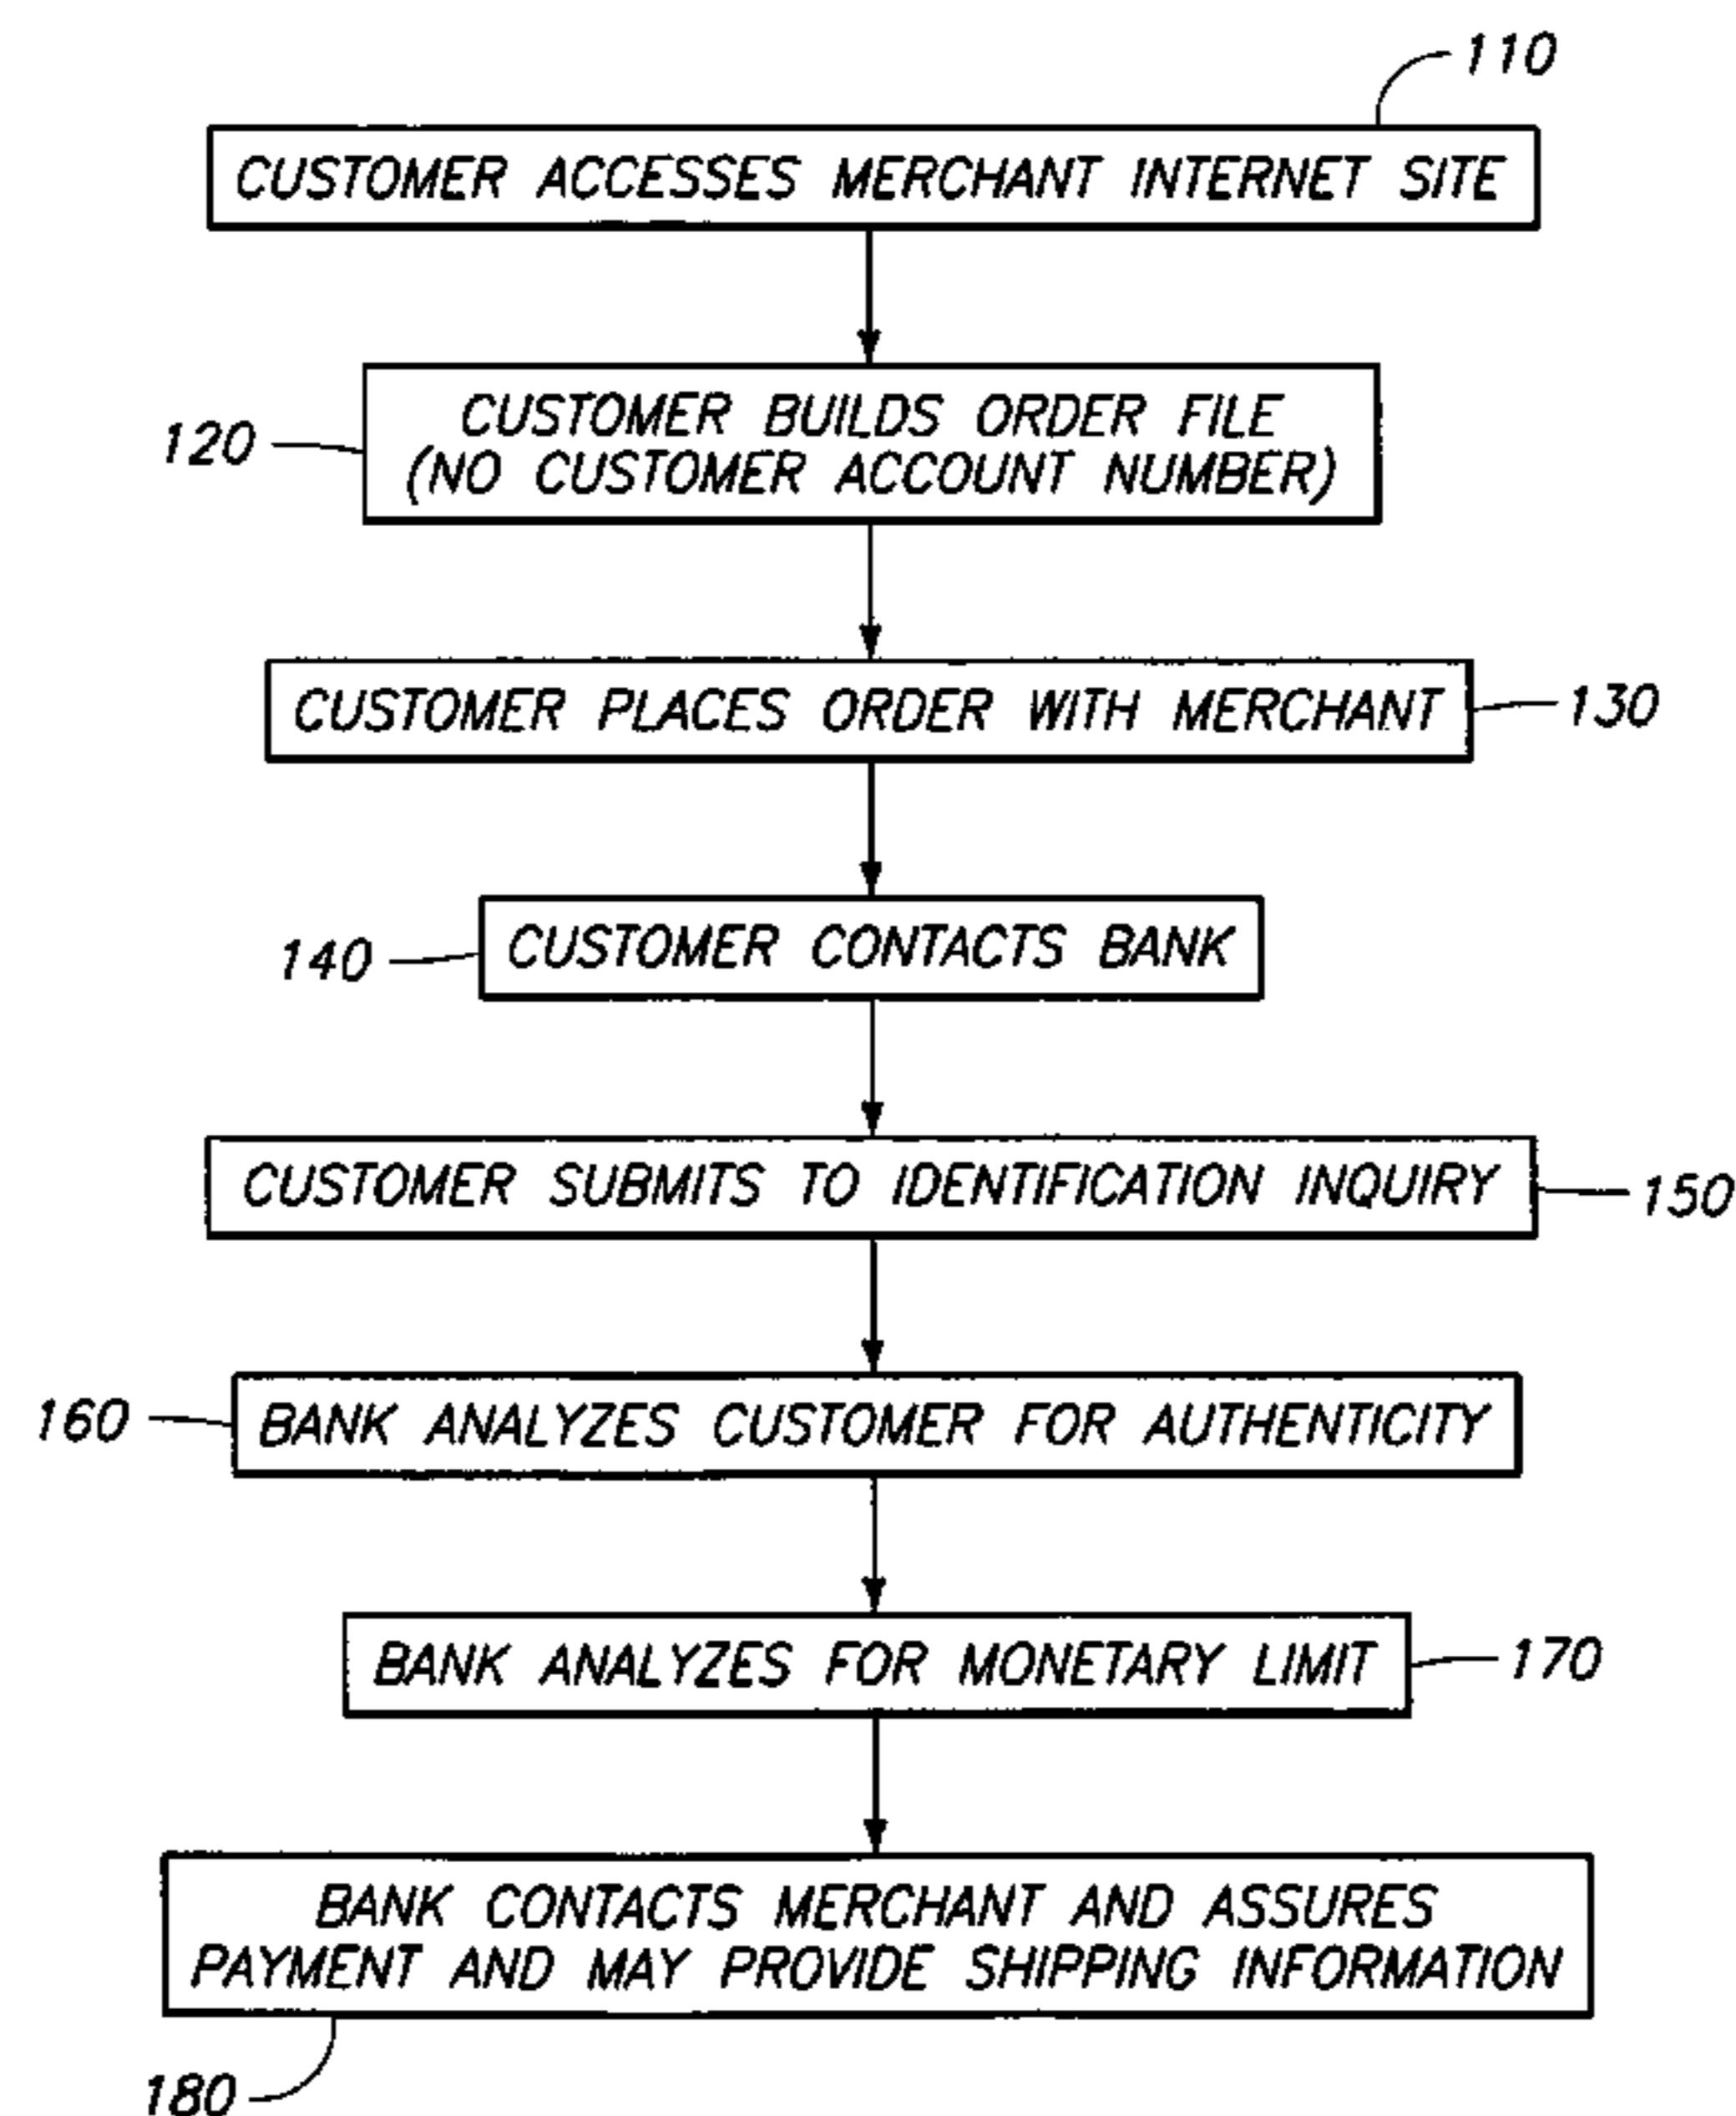 110
CUSTOMER ACCESSES MERCHANT INTERNET SITE
120
CUSTOMER BUILDS ORDER FILE
(NO CUSTOMER ACCOUNT NUMBER)
CUSTOMER PLACES ORDER WITH MERCHANT
130
140
CUSTOMER CONTACTS BANK
CUSTOMER SUBMITS TO IDENTIFICATION INQUIRY
150
160
BANK ANALYZES CUSTOMER FOR AUTHENTICITY
BANK ANALYZES FOR MONETARY LIMIT
170
BANK CONTACTS MERCHANT AND ASSURES
PAYMENT AND MAY PROVIDE SHIPPING INFORMATION
180